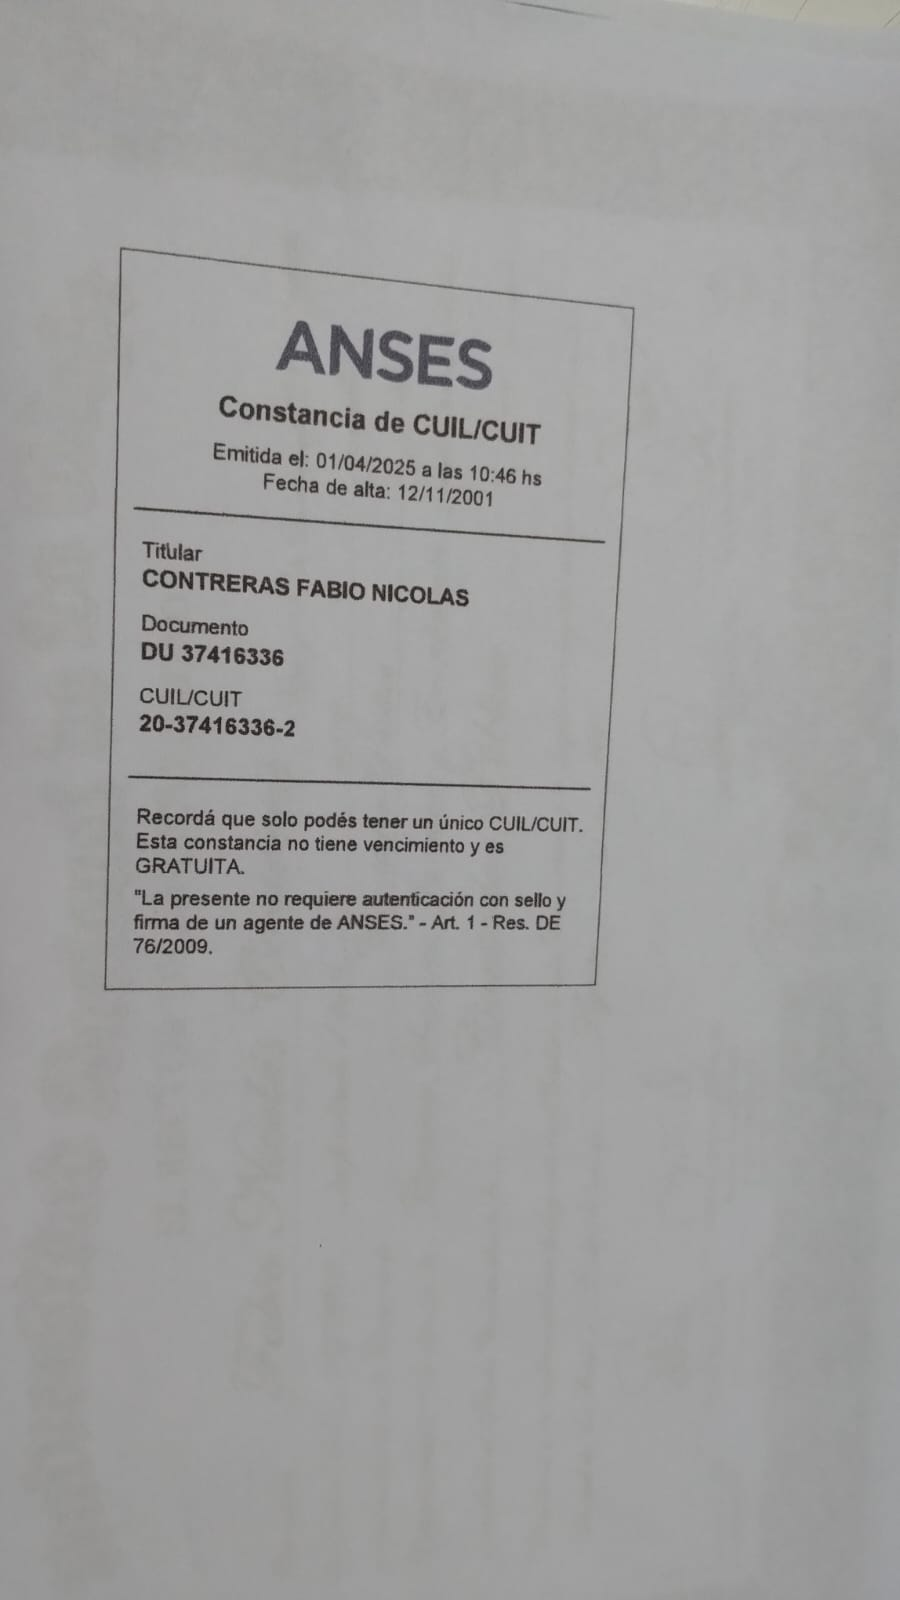 ANSES
Constancia de CUIL/CUIT
Emitida el: 01/04/2025 a las 10:46 hs
Fecha de alta: 12/11/2001
Titular
CONTRERAS FABIO NICOLAS
Documento
DU 37416336
CUIL/CUIT
20-37416336-2
Recordá que solo podés tener un único CUIL/CUIT.
Esta constancia no tiene vencimiento y es
GRATUITA.
"La presente no requiere autenticación con sello y
firma de un agente de ANSES." - Art. 1 - Res. DE
76/2009.